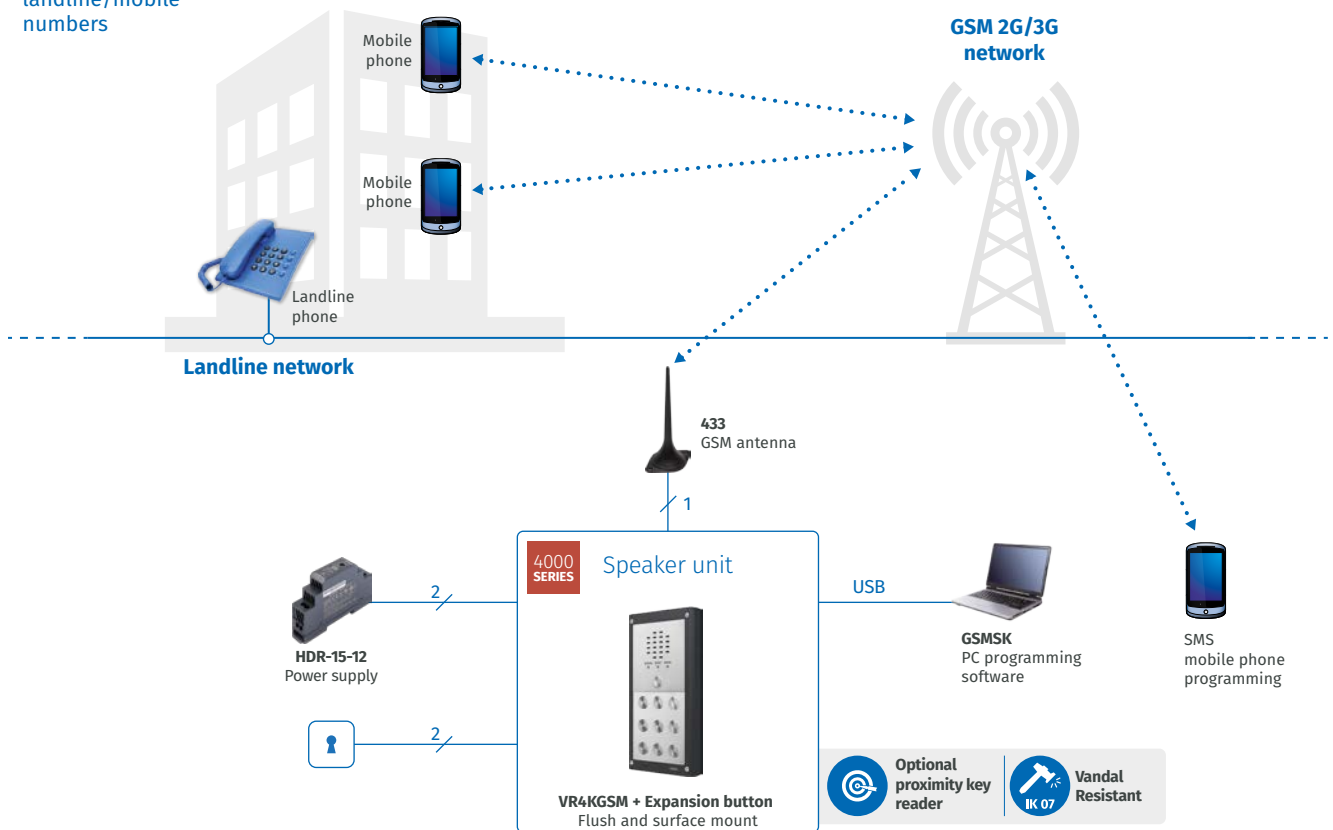 landline/mobile
numbers
Mobile
phone
GSM 2G/3G
network
Mobile
phone
Landline
phone
Landline network
433
GSM antenna
1
4000
SERIES
Speaker unit
2
USB
HDR-15-12
Power supply
GSMSK
PC programming
software
SMS
mobile phone
programming
2
VR4KGSM + Expansion button
Flush and surface mount
Optional
proximity key
reader
IK 07
Vandal
Resistant